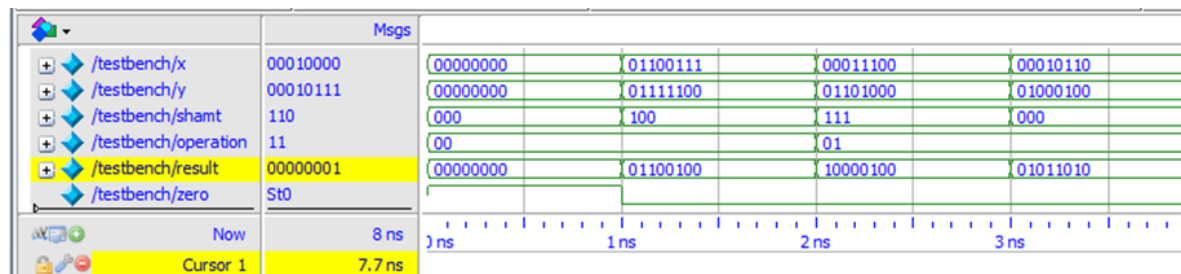 Msgs
/testbench/x 00010000 00000000 01100111 00011100 00010110
/testbench/y 00010111 00000000 01111100 01101000 01000100
/testbench/shamt 110 000 100 111 000
/testbench/operation 11 00 01
/testbench/result 00000001 00000000 01100100 10000100 01011010
/testbench/zero St0
Now 8 ns 0 ns 1 ns 2 ns 3 ns
Cursor 1 7.7 ns